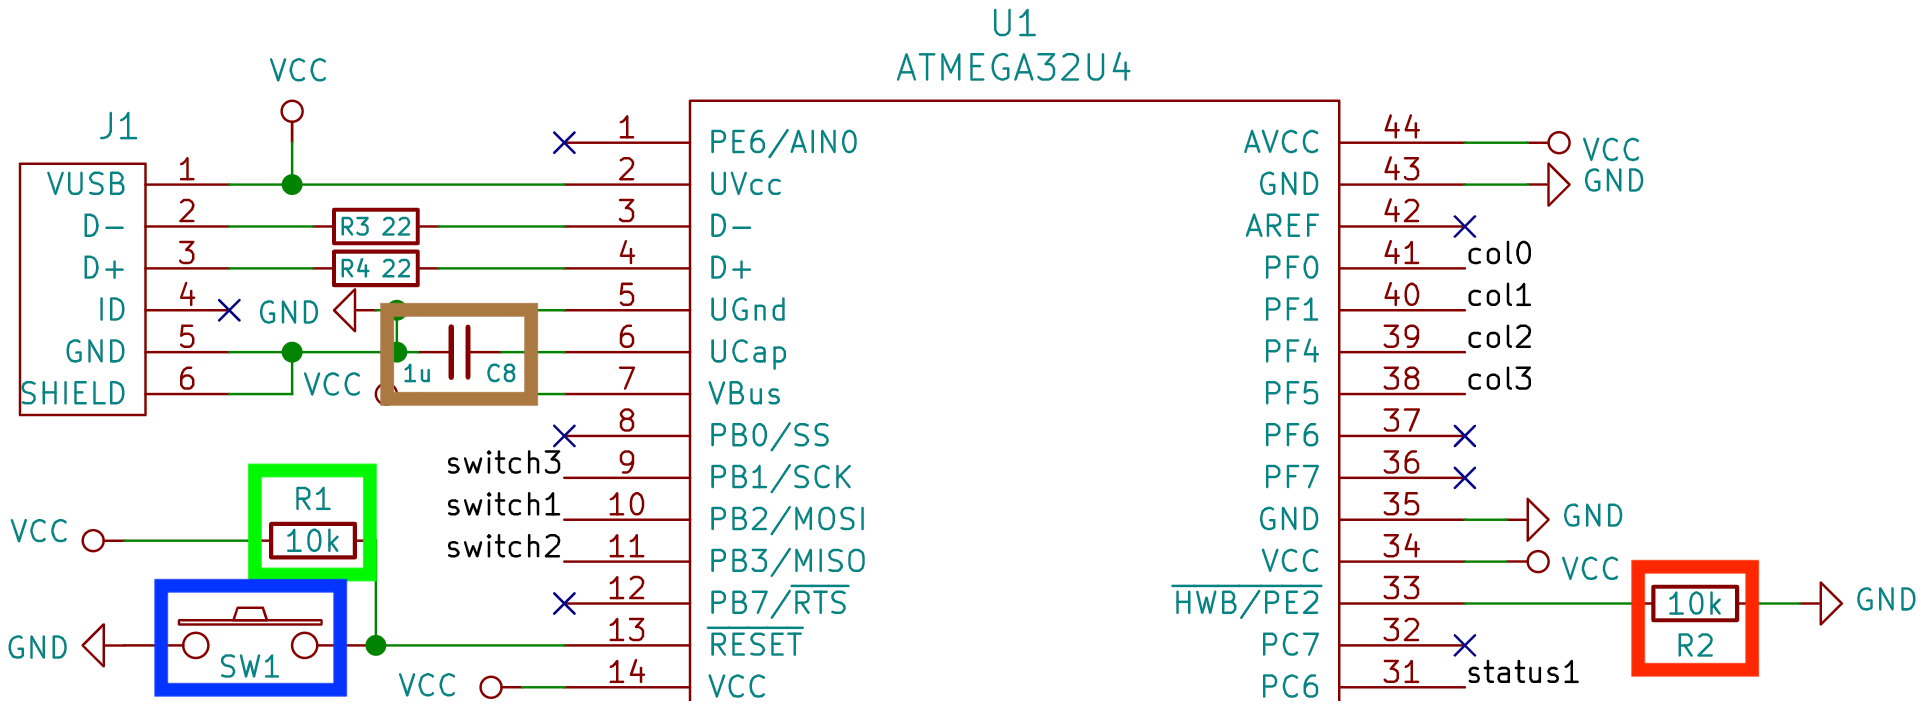 U1
ATMEGA32U4
VCC
J1
VUSB 1
D- 2
D+ 3
ID 4
GND 5
SHIELD 6
R3 22
R4 22
GND
VCC
1u C8
1 PE6/AIN0
2 UVcc
3 D-
4 D+
5 UGnd
6 UCap
7 VBus
8 PB0/SS
switch3 9 PB1/SCK
switch1 10 PB2/MOSI
switch2 11 PB3/MISO
12 PB7/RTS
13 RESET
VCC 14 VCC
R1
VCC 10k
GND SW1
AVCC 44 VCC
GND 43 GND
AREF 42
PF0 41 col0
PF1 40 col1
PF4 39 col2
PF5 38 col3
PF6 37
PF7 36
GND 35 GND
VCC 34 VCC
HWB/PE2 33 10k GND
R2
PC7 32
PC6 31 status1